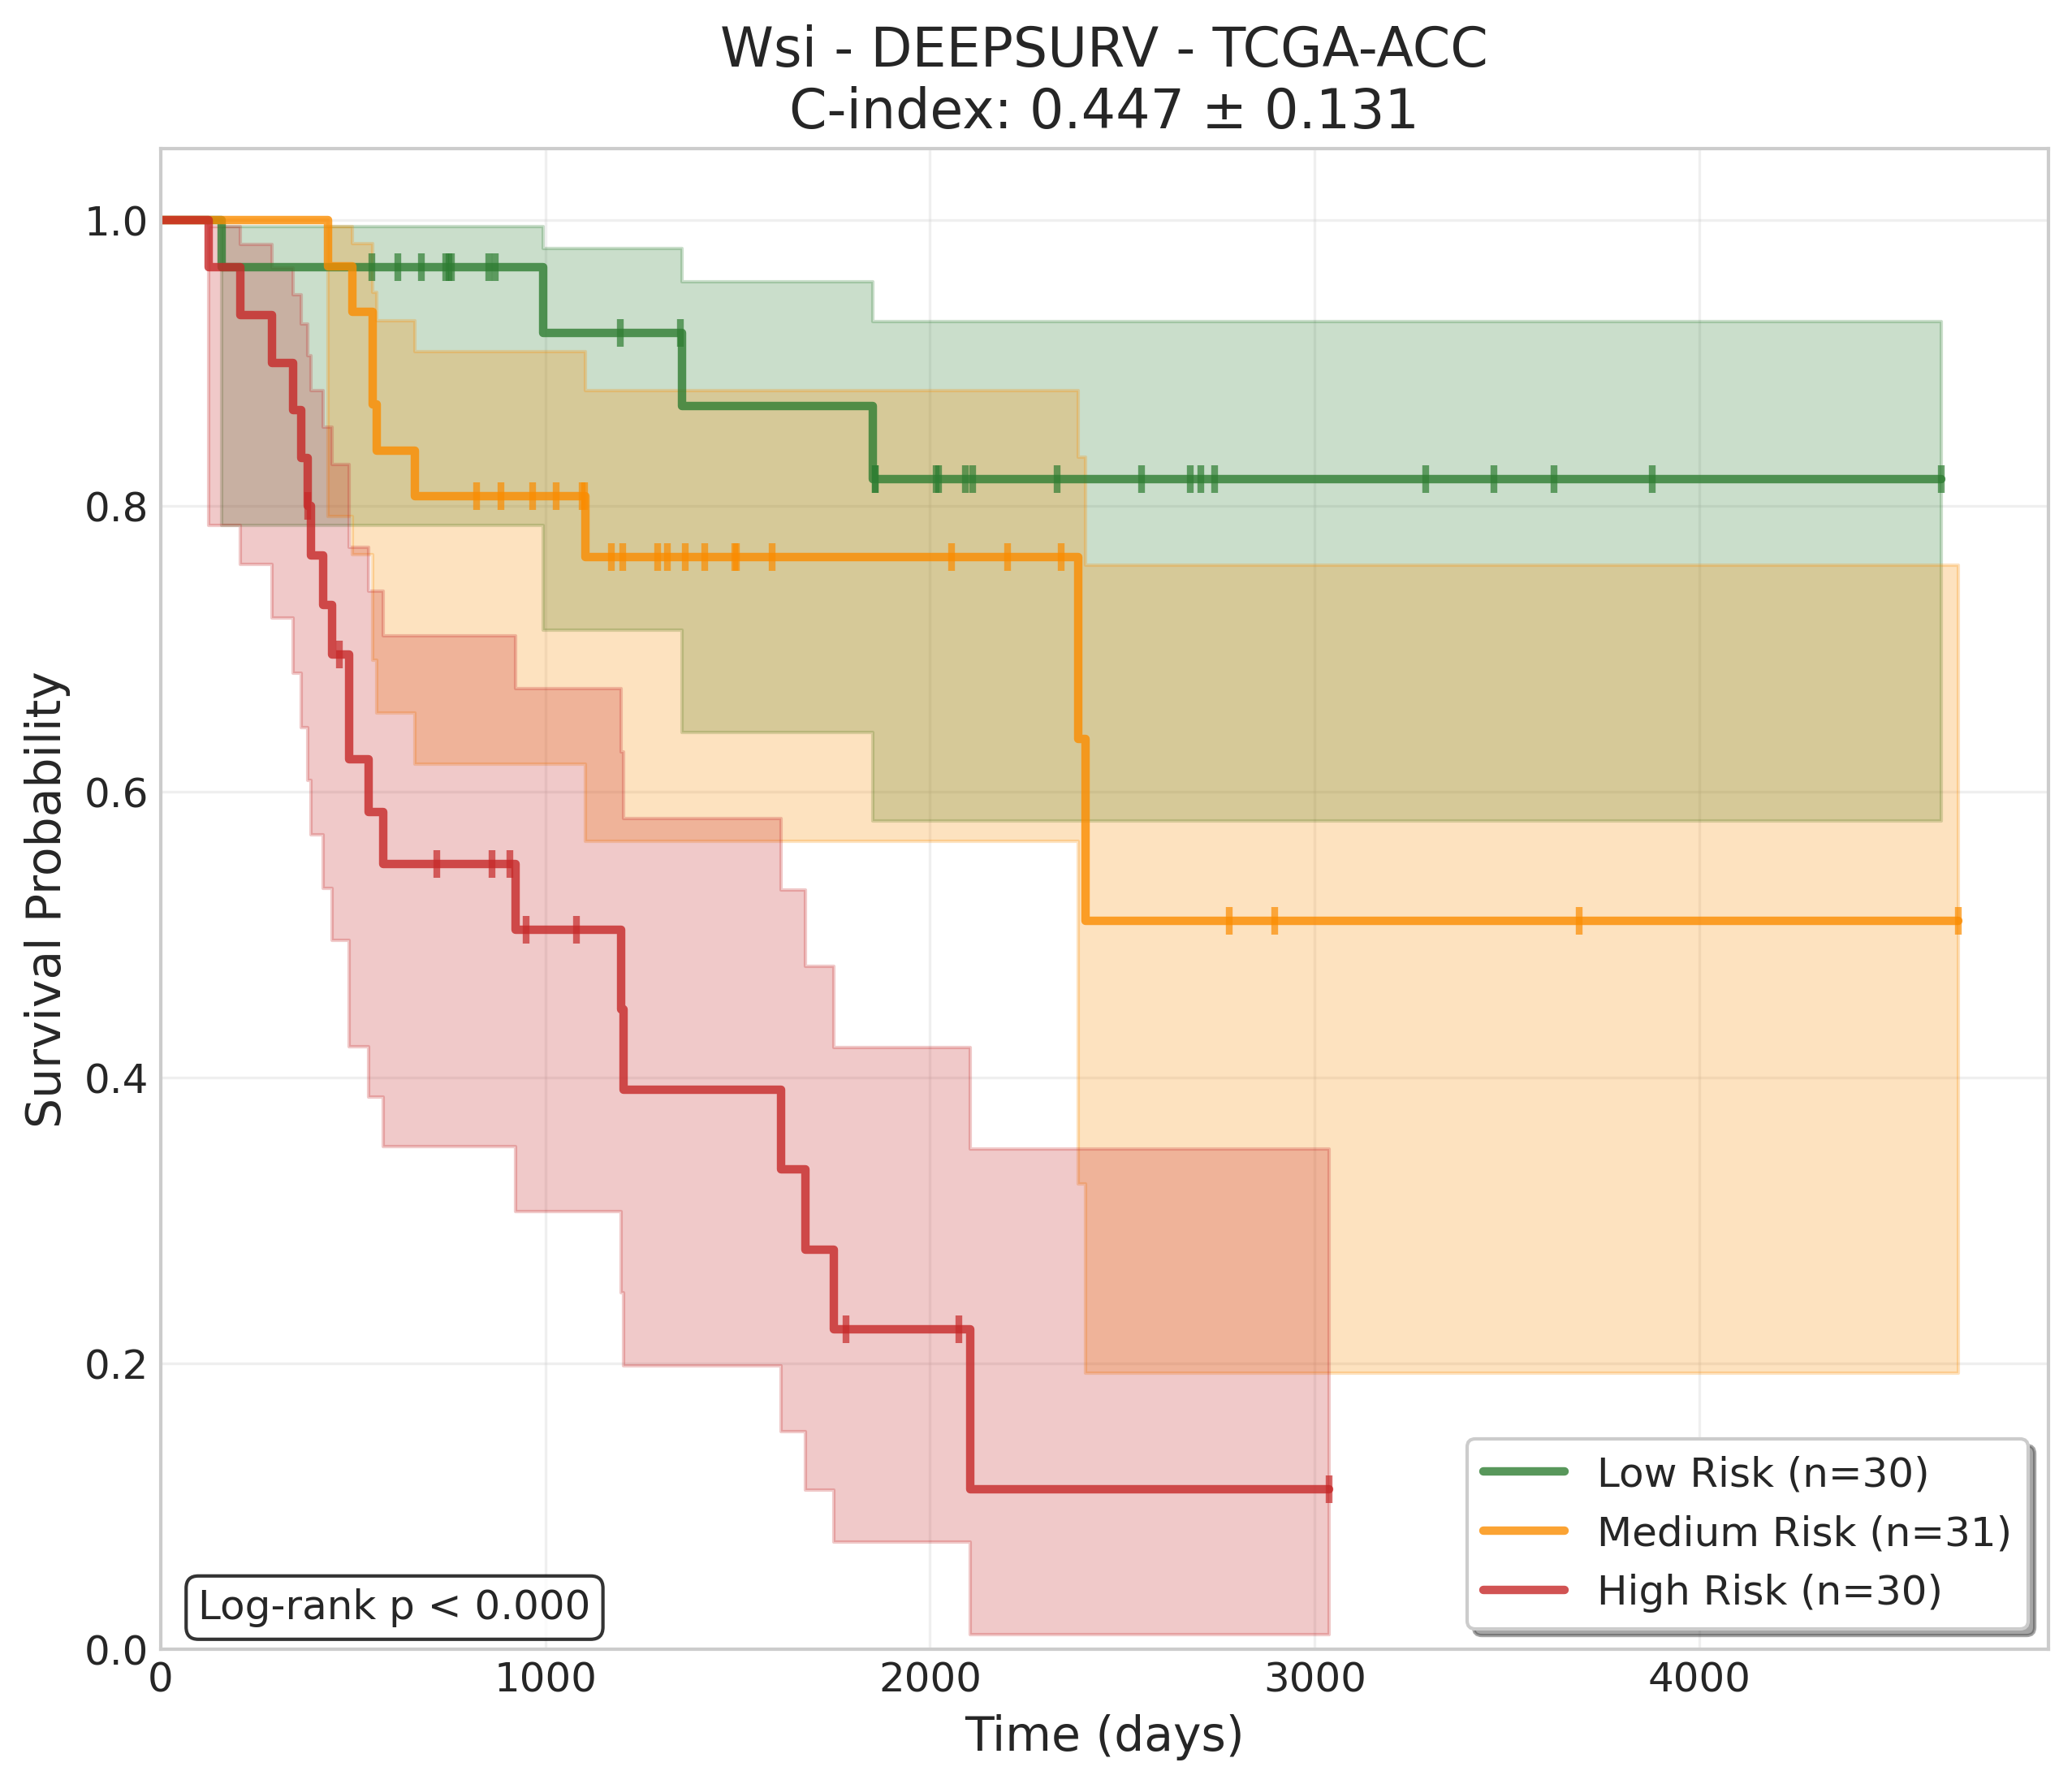 Wsi - DEEPSURV - TCGA-ACC
C-index: 0.447 ± 0.131
Survival Probability
1.0
0.8
0.6
0.4
0.2
0.0
0
1000
2000
3000
4000
Time (days)
Log-rank p < 0.000
Low Risk (n=30)
Medium Risk (n=31)
High Risk (n=30)